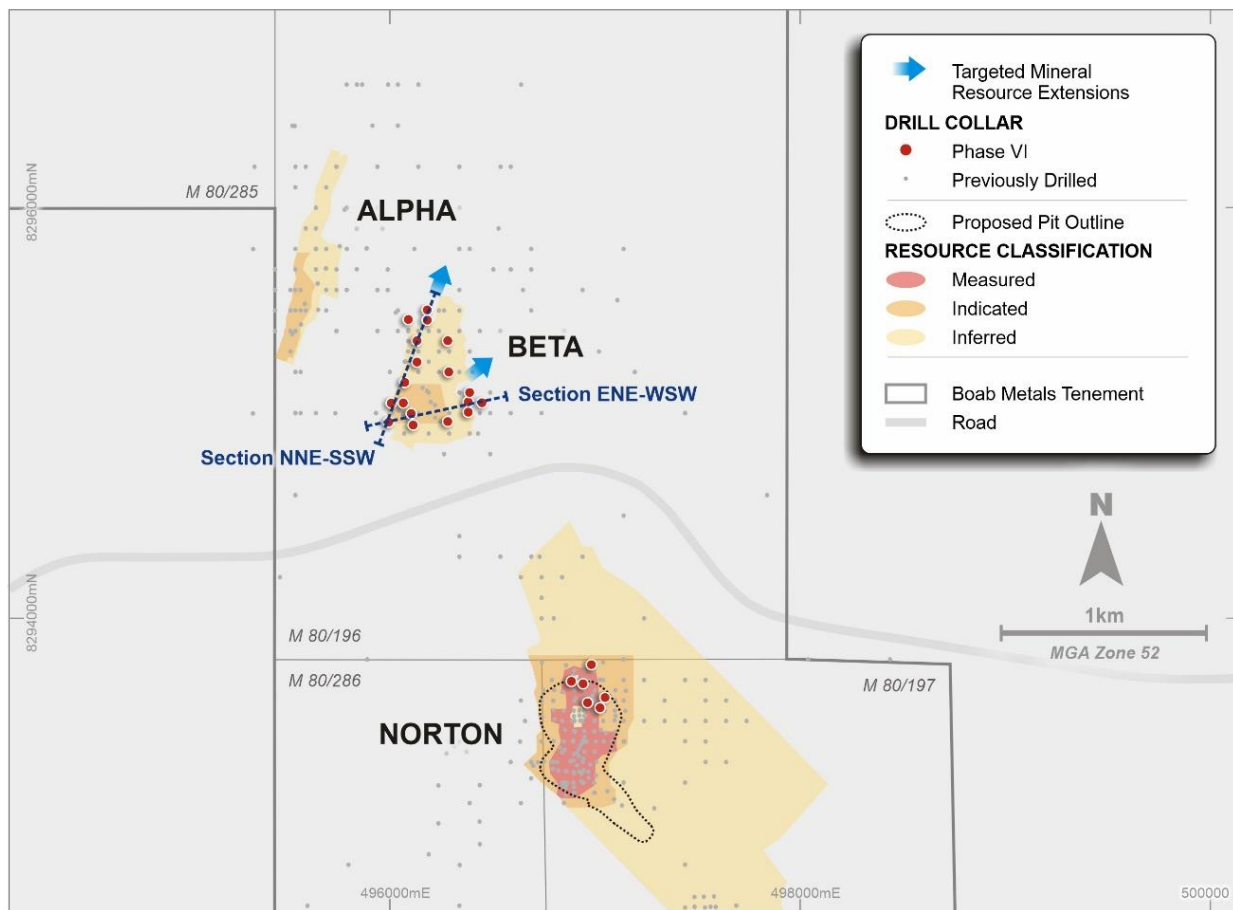 Targeted Mineral
Resource Extensions
DRILL COLLAR
Phase VI
Previously Drilled
Proposed Pit Outline
RESOURCE CLASSIFICATION
Measured
Indicated
Inferred
Boab Metals Tenement
Road
8296000mN
M 80/285
ALPHA
BETA
Section ENE-WSW
Section NNE-SSW
N
1km
MGA Zone 52
8294000mN
M 80/196
M 80/286
M 80/197
NORTON
496000mE
498000mE
500000